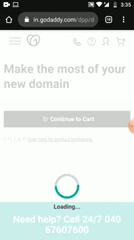 3:35
in.godaddy.com/dpp/d
Make the most of your
new domain
Continue to Cart
Loading...
Need help? Call 24/7 040
67607600